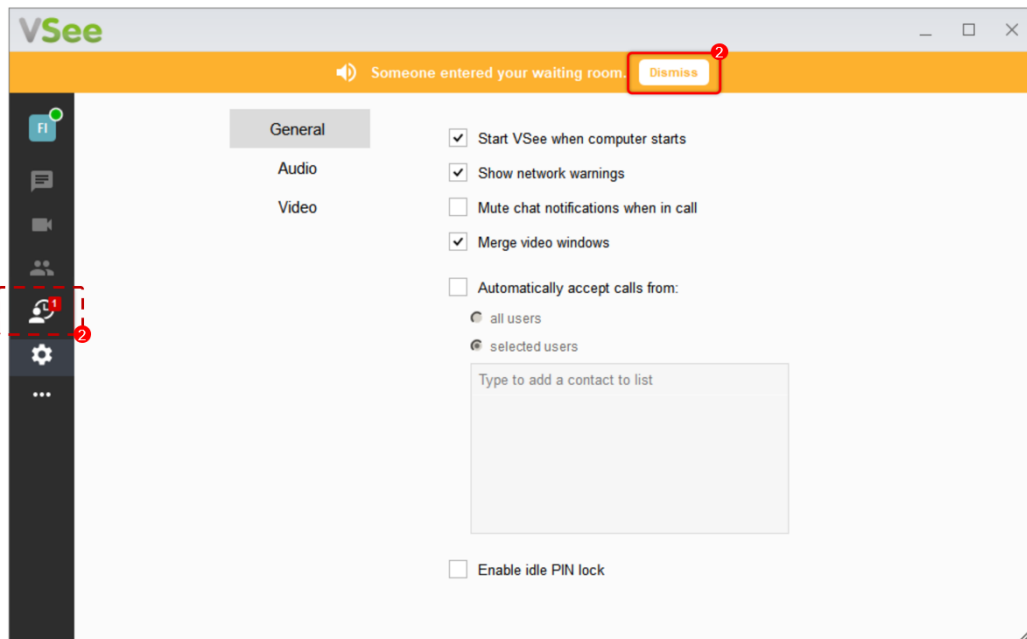 VSee
Someone entered your waiting room. Dismiss
2
FI
General
Audio
Video
1
2
Start VSee when computer starts
Show network warnings
Mute chat notifications when in call
Merge video windows
Automatically accept calls from:
all users
selected users
Type to add a contact to list
Enable idle PIN lock